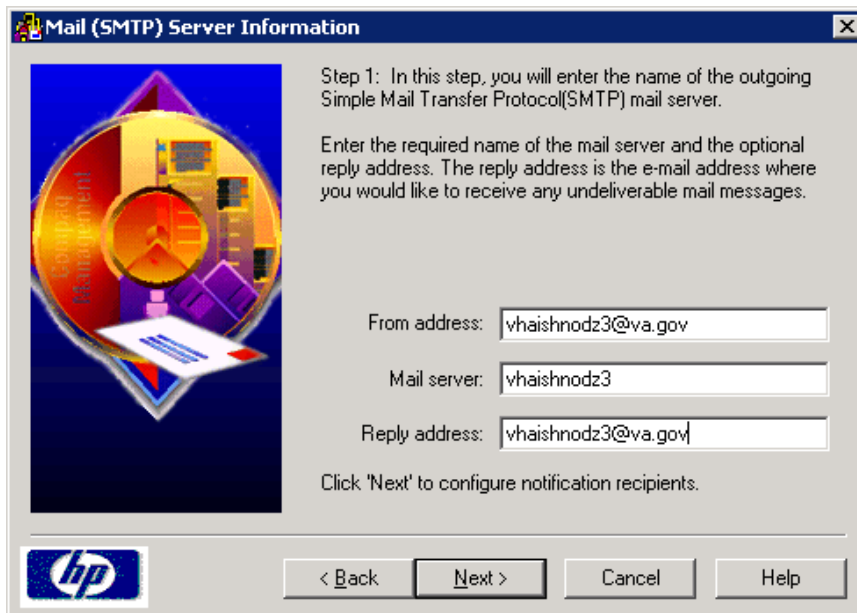 Mail (SMTP) Server Information
Step 1: In this step, you will enter the name of the outgoing
Simple Mail Transfer Protocol(SMTP) mail server.
Enter the required name of the mail server and the optional
reply address. The reply address is the e-mail address where
you would like to receive any undeliverable mail messages.
Compaq
Management
From address: vhaishnodz3@va.gov
Mail server: vhaishnodz3
Reply address: vhaishnodz3@va.gov
Click 'Next' to configure notification recipients.
hp
< Back
Next >
Cancel
Help